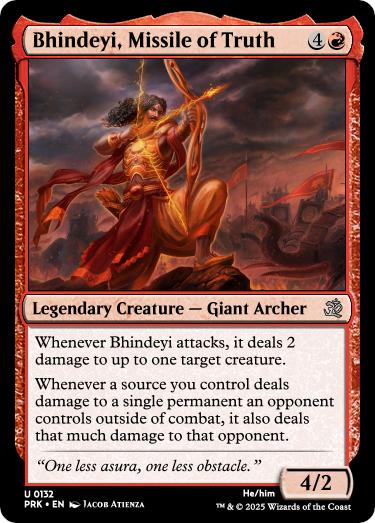 Bhindeyi, Missile of Truth 4
Legendary Creature — Giant Archer
Whenever Bhindeyi attacks, it deals 2
damage to up to one target creature.
Whenever a source you control deals
damage to a single permanent an opponent
controls outside of combat, it also deals
that much damage to that opponent.
“One less asura, one less obstacle.”
4/2
U 0132 He/him
PRK • EN Jacob Atienza ™ & © 2025 Wizards of the Coast